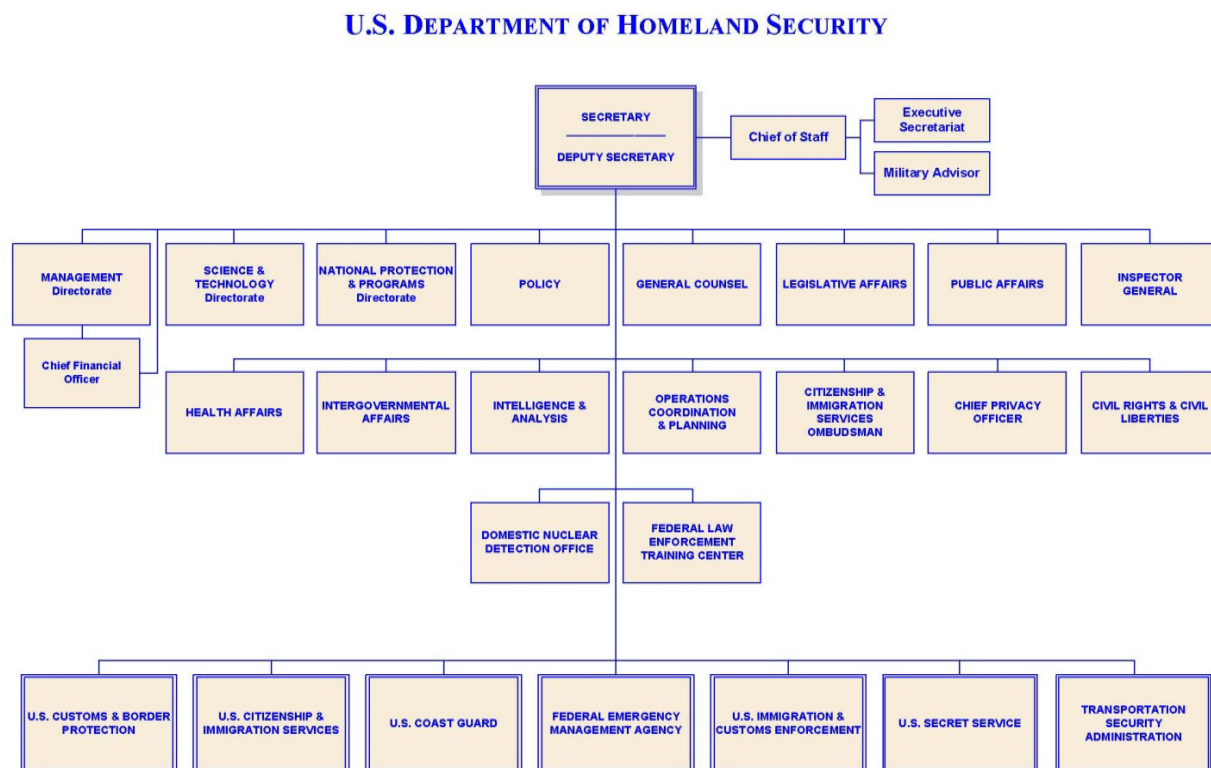 U.S. DEPARTMENT OF HOMELAND SECURITY
SECRETARY
DEPUTY SECRETARY
Chief of Staff
Executive
Secretariat
Military Advisor
MANAGEMENT
Directorate
SCIENCE &
TECHNOLOGY
Directorate
NATIONAL PROTECTION
& PROGRAMS
Directorate
POLICY
GENERAL COUNSEL
LEGISLATIVE AFFAIRS
PUBLIC AFFAIRS
INSPECTOR
GENERAL
Chief Financial
Officer
HEALTH AFFAIRS
INTERGOVERNMENTAL
AFFAIRS
INTELLIGENCE &
ANALYSIS
OPERATIONS
COORDINATION
& PLANNING
CITIZENSHIP &
IMMIGRATION
SERVICES
OMBUDSMAN
CHIEF PRIVACY
OFFICER
CIVIL RIGHTS & CIVIL
LIBERTIES
DOMESTIC NUCLEAR
DETECTION OFFICE
FEDERAL LAW
ENFORCEMENT
TRAINING CENTER
U.S. CUSTOMS & BORDER
PROTECTION
U.S. CITIZENSHIP &
IMMIGRATION SERVICES
U.S. COAST GUARD
FEDERAL EMERGENCY
MANAGEMENT AGENCY
U.S. IMMIGRATION &
CUSTOMS ENFORCEMENT
U.S. SECRET SERVICE
TRANSPORTATION
SECURITY
ADMINISTRATION